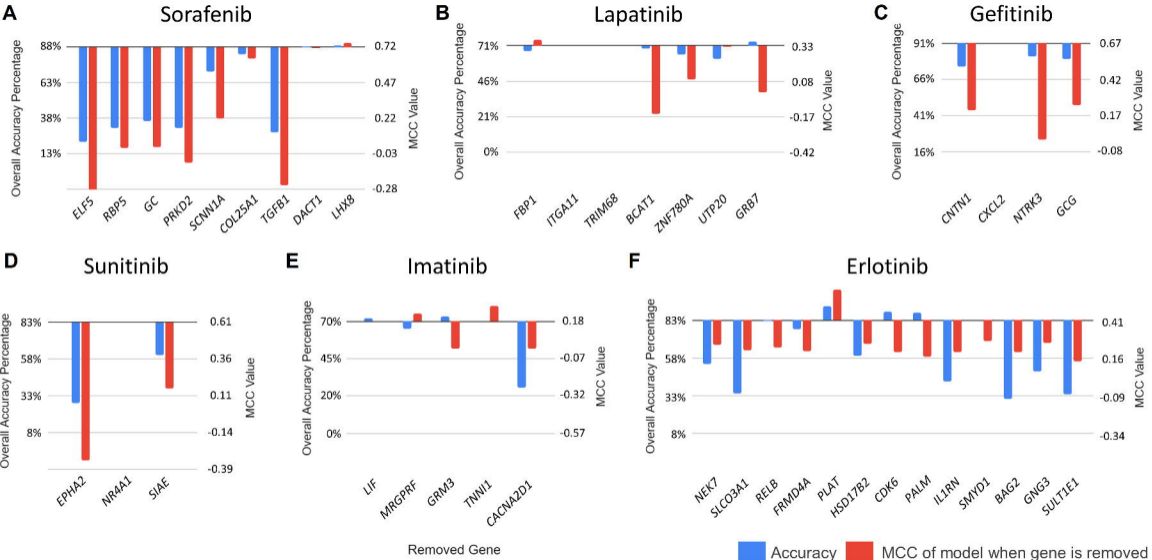 A
Sorafenib
Overall Accuracy Percentage
88%
63%
38%
13%
0.72
0.47
0.22
-0.03
-0.28
MCC Value
ELF5
RBP5
GC
PRKD2
SCNN1A
COL25A1
TGFB1
DACT1
LHX8
B
Lapatinib
Overall Accuracy Percentage
71%
46%
21%
0%
0.33
0.08
-0.17
-0.42
MCC Value
FBP1
ITGA11
TRIM68
BCAT1
ZNF780A
UTP20
GRB7
C
Gefitinib
Overall Accuracy Percentage
91%
66%
41%
16%
0.67
0.42
0.17
-0.08
MCC Value
CNTN1
CXCL2
NTRK3
GCG
D
Sunitinib
Overall Accuracy Percentage
83%
58%
33%
8%
0.61
0.36
0.11
-0.14
-0.39
MCC Value
EPHA2
NR4A1
SIAE
E
Imatinib
Overall Accuracy Percentage
70%
45%
20%
0%
0.18
-0.07
-0.32
-0.57
MCC Value
LIF
MRGPRF
GRM3
TNNI1
CACNA2D1
Removed Gene
F
Erlotinib
Overall Accuracy Percentage
83%
58%
33%
8%
0.41
0.16
-0.09
-0.34
MCC Value
NEK7
SLCO3A1
RELB
FRMD4A
PLAT
HSD17B2
CDK6
PALM
IL1RN
SMYD1
BAG2
GNG3
SULT1E1
Accuracy
MCC of model when gene is removed